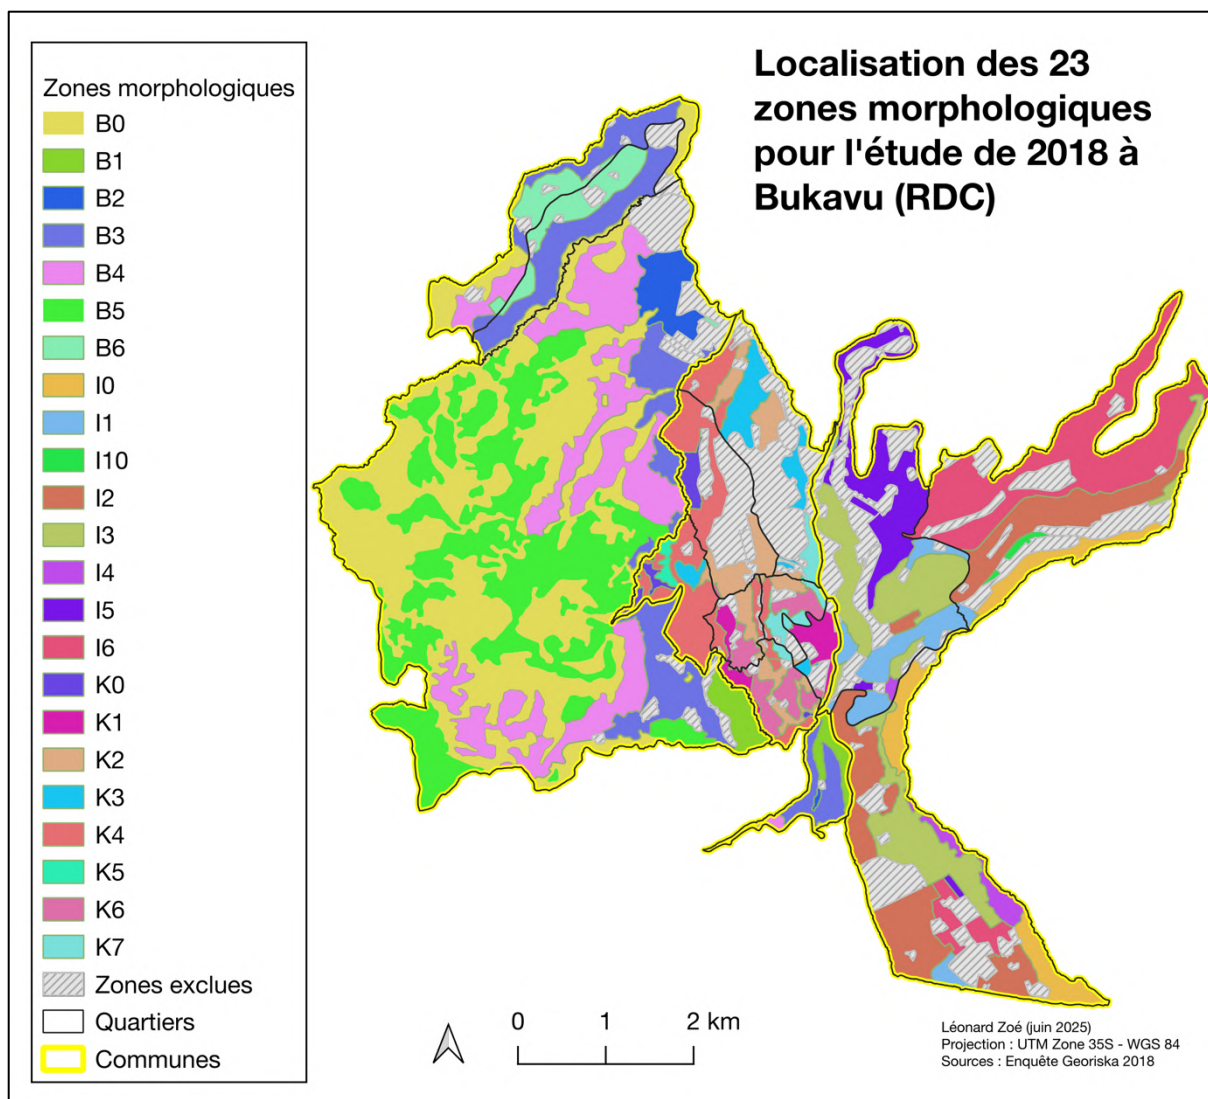 Localisation des 23
zones morphologiques
pour l'étude de 2018 à
Bukavu (RDC)
Zones morphologiques
B0
B1
B2
B3
B4
B5
B6
I0
I1
I10
I2
I3
I4
I5
I6
K0
K1
K2
K3
K4
K5
K6
K7
Zones exclues
Quartiers
Communes
0 1 2 km
Léonard Zoé (juin 2025)
Projection : UTM Zone 35S - WGS 84
Sources : Enquête Georiska 2018